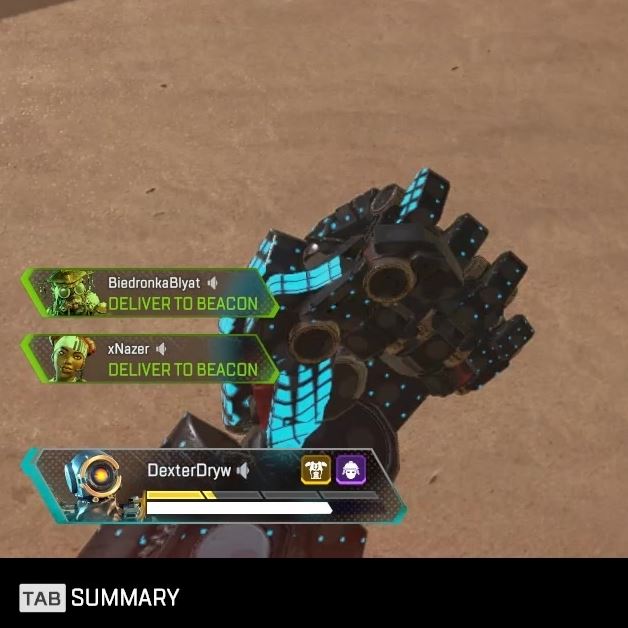 BiedronkaBlyat
DELIVER TO BEACON
xNazer
DELIVER TO BEACON
DexterDryw
TAB SUMMARY